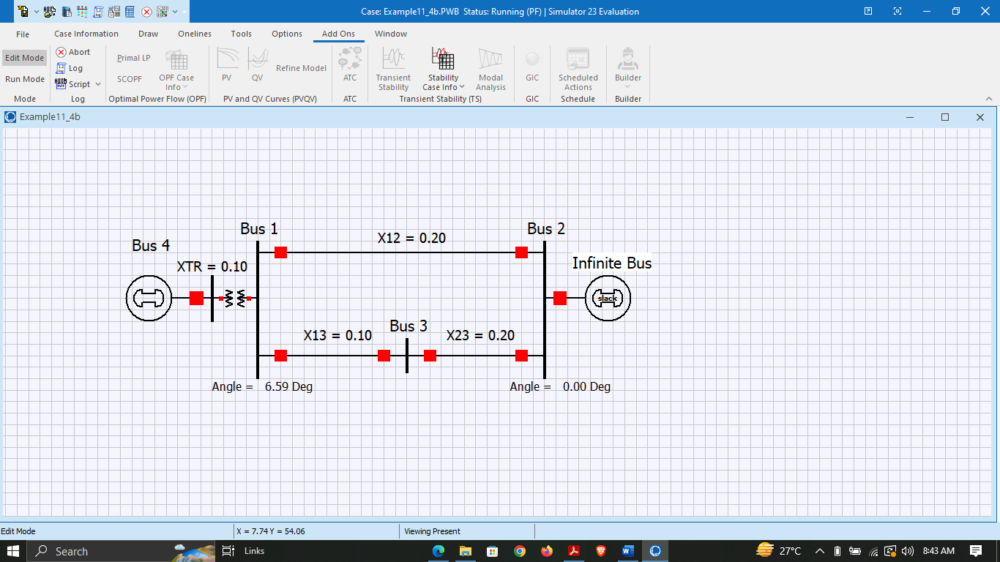 Case: Example11_4b.PWB Status: Running (PF) | Simulator 23 Evaluation
File Case Information Draw Onelines Tools Options Add Ons Window
Edit Mode
Run Mode
Mode
Abort
Log
Script
Log
Primal LP
SCOPF
OPF Case
Info
Optimal Power Flow (OPF)
PV
QV
Refine Model
PV and QV Curves (PVQV)
ATC
ATC
Transient
Stability
Stability
Case Info
Modal
Analysis
Transient Stability (TS)
GIC
GIC
Scheduled
Actions
Schedule
Builder
Builder
Example11_4b
Bus 4
XTR = 0.10
Bus 1
X12 = 0.20
Bus 2
Infinite Bus
slack
X13 = 0.10
Bus 3
X23 = 0.20
Angle = 6.59 Deg
Angle = 0.00 Deg
Edit Mode
X = 7.74 Y = 54.06
Viewing Present
Search
Links
27°C
8:43 AM